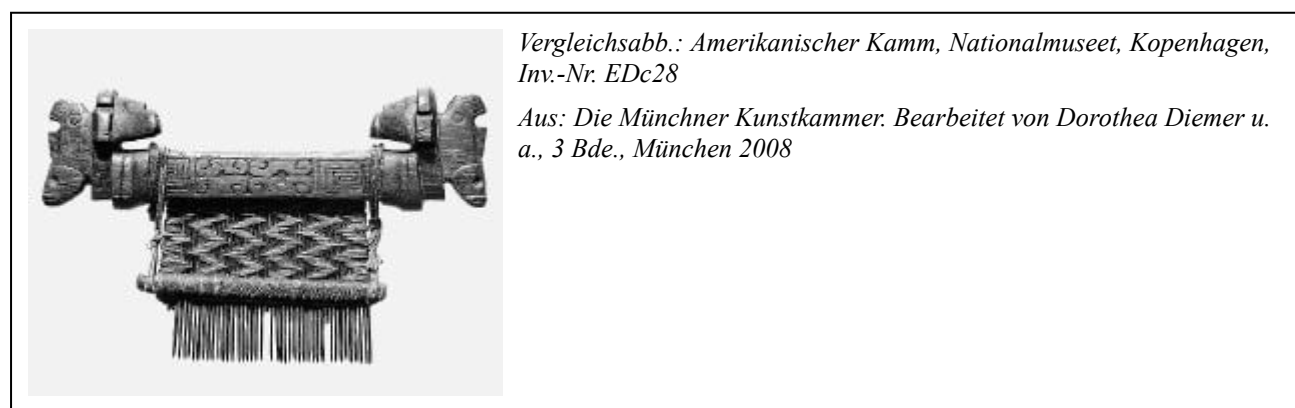 Vergleichsabb.: Amerikanischer Kamm, Nationalmuseet, Kopenhagen,
Inv.-Nr. EDc28
Aus: Die Münchner Kunstkammer. Bearbeitet von Dorothea Diemer u.
a., 3 Bde., München 2008